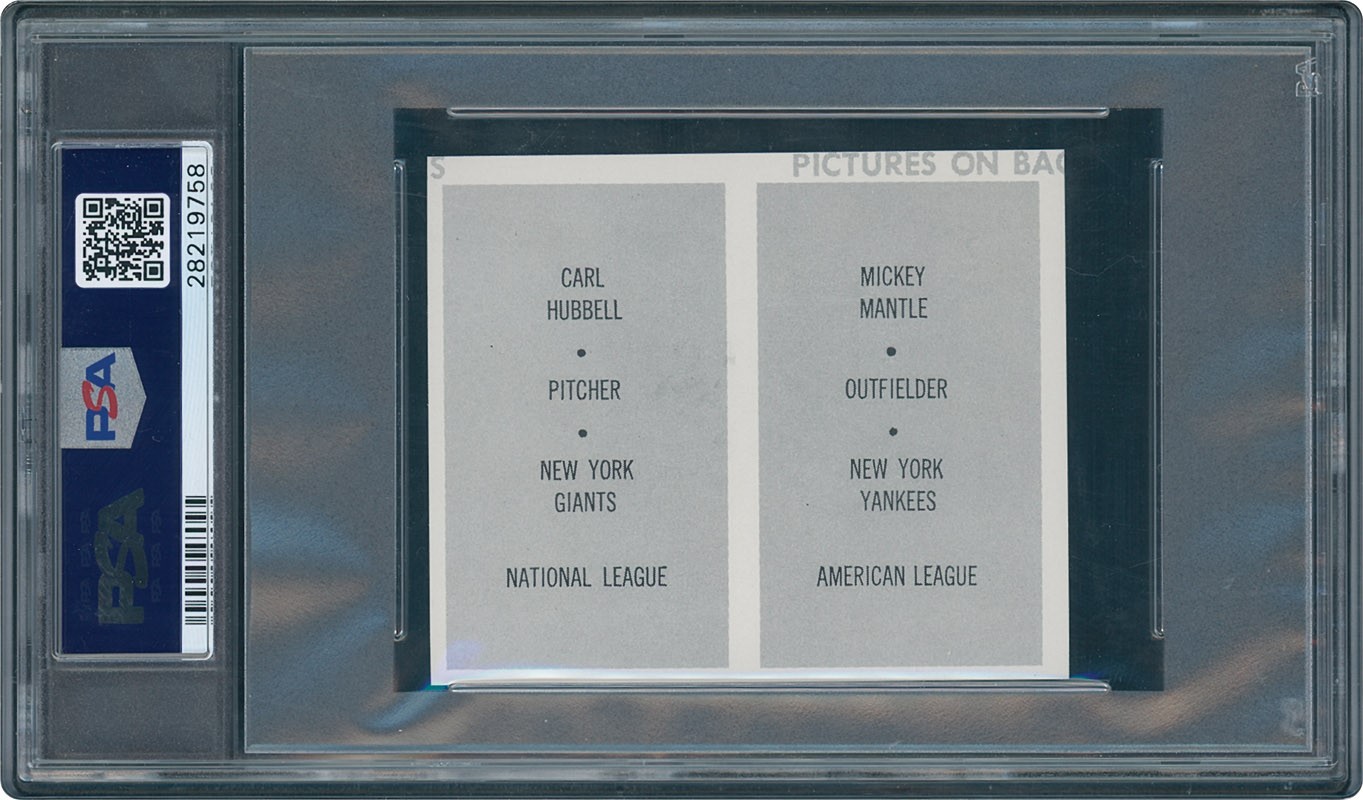 28219758
PSA
PSA
S
PICTURES ON BAC
CARL
HUBBELL
•
PITCHER
•
NEW YORK
GIANTS
NATIONAL LEAGUE
MICKEY
MANTLE
•
OUTFIELDER
•
NEW YORK
YANKEES
AMERICAN LEAGUE